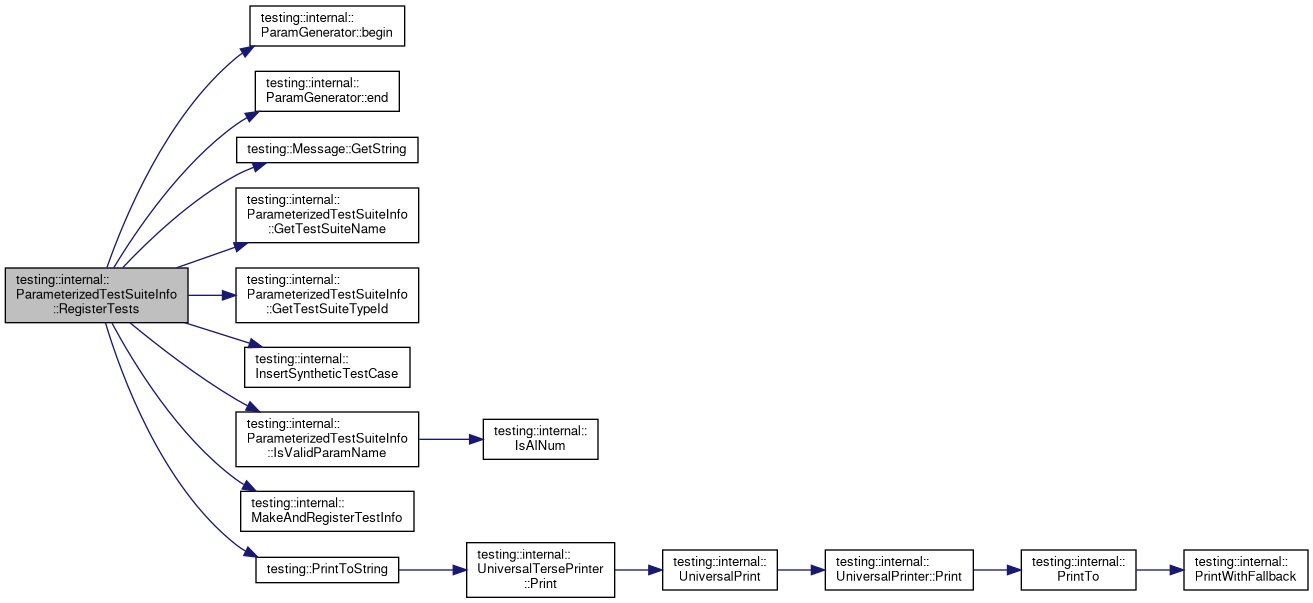 testing::internal::
ParamGenerator::begin
testing::internal::
ParamGenerator::end
testing::Message::GetString
testing::internal::
ParameterizedTestSuiteInfo
::GetTestSuiteName
testing::internal::
ParameterizedTestSuiteInfo
::RegisterTests
testing::internal::
ParameterizedTestSuiteInfo
::GetTestSuiteTypeId
testing::internal::
InsertSyntheticTestCase
testing::internal::
ParameterizedTestSuiteInfo
::IsValidParamName
testing::internal::
IsAlNum
testing::internal::
MakeAndRegisterTestInfo
testing::PrintToString
testing::internal::
UniversalTersePrinter
::Print
testing::internal::
UniversalPrint
testing::internal::
UniversalPrinter::Print
testing::internal::
PrintTo
testing::internal::
PrintWithFallback